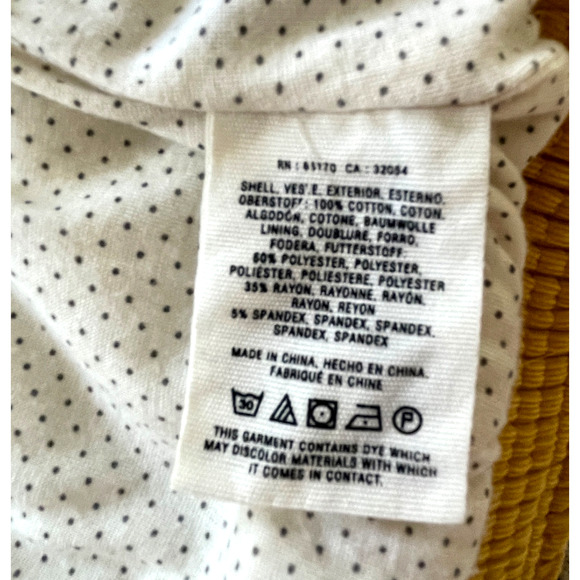 RN : 65170 CA : 32054
SHELL, VES'.E, EXTERIOR, ESTERNO,
OBERSTOFF: 100% COTTON, COTON,
ALGODÓN, COTONE, BAUMWOLLE
LINING, DOUBLURE, FORRO,
FODERA, FUTTERSTOFF:
60% POLYESTER, POLYESTER,
POLIÉSTER, POLIESTERE, POLYESTER
35% RAYON, RAYONNE, RAYÓN,
RAYON, REYON
5% SPANDEX, SPANDEX, SPANDEX,
SPANDEX, SPANDEX
MADE IN CHINA, HECHO EN CHINA,
FABRIQUÉ EN CHINE
30 P
THIS GARMENT CONTAINS DYE WHICH
MAY DISCOLOR MATERIALS WITH WHICH
IT COMES IN CONTACT.